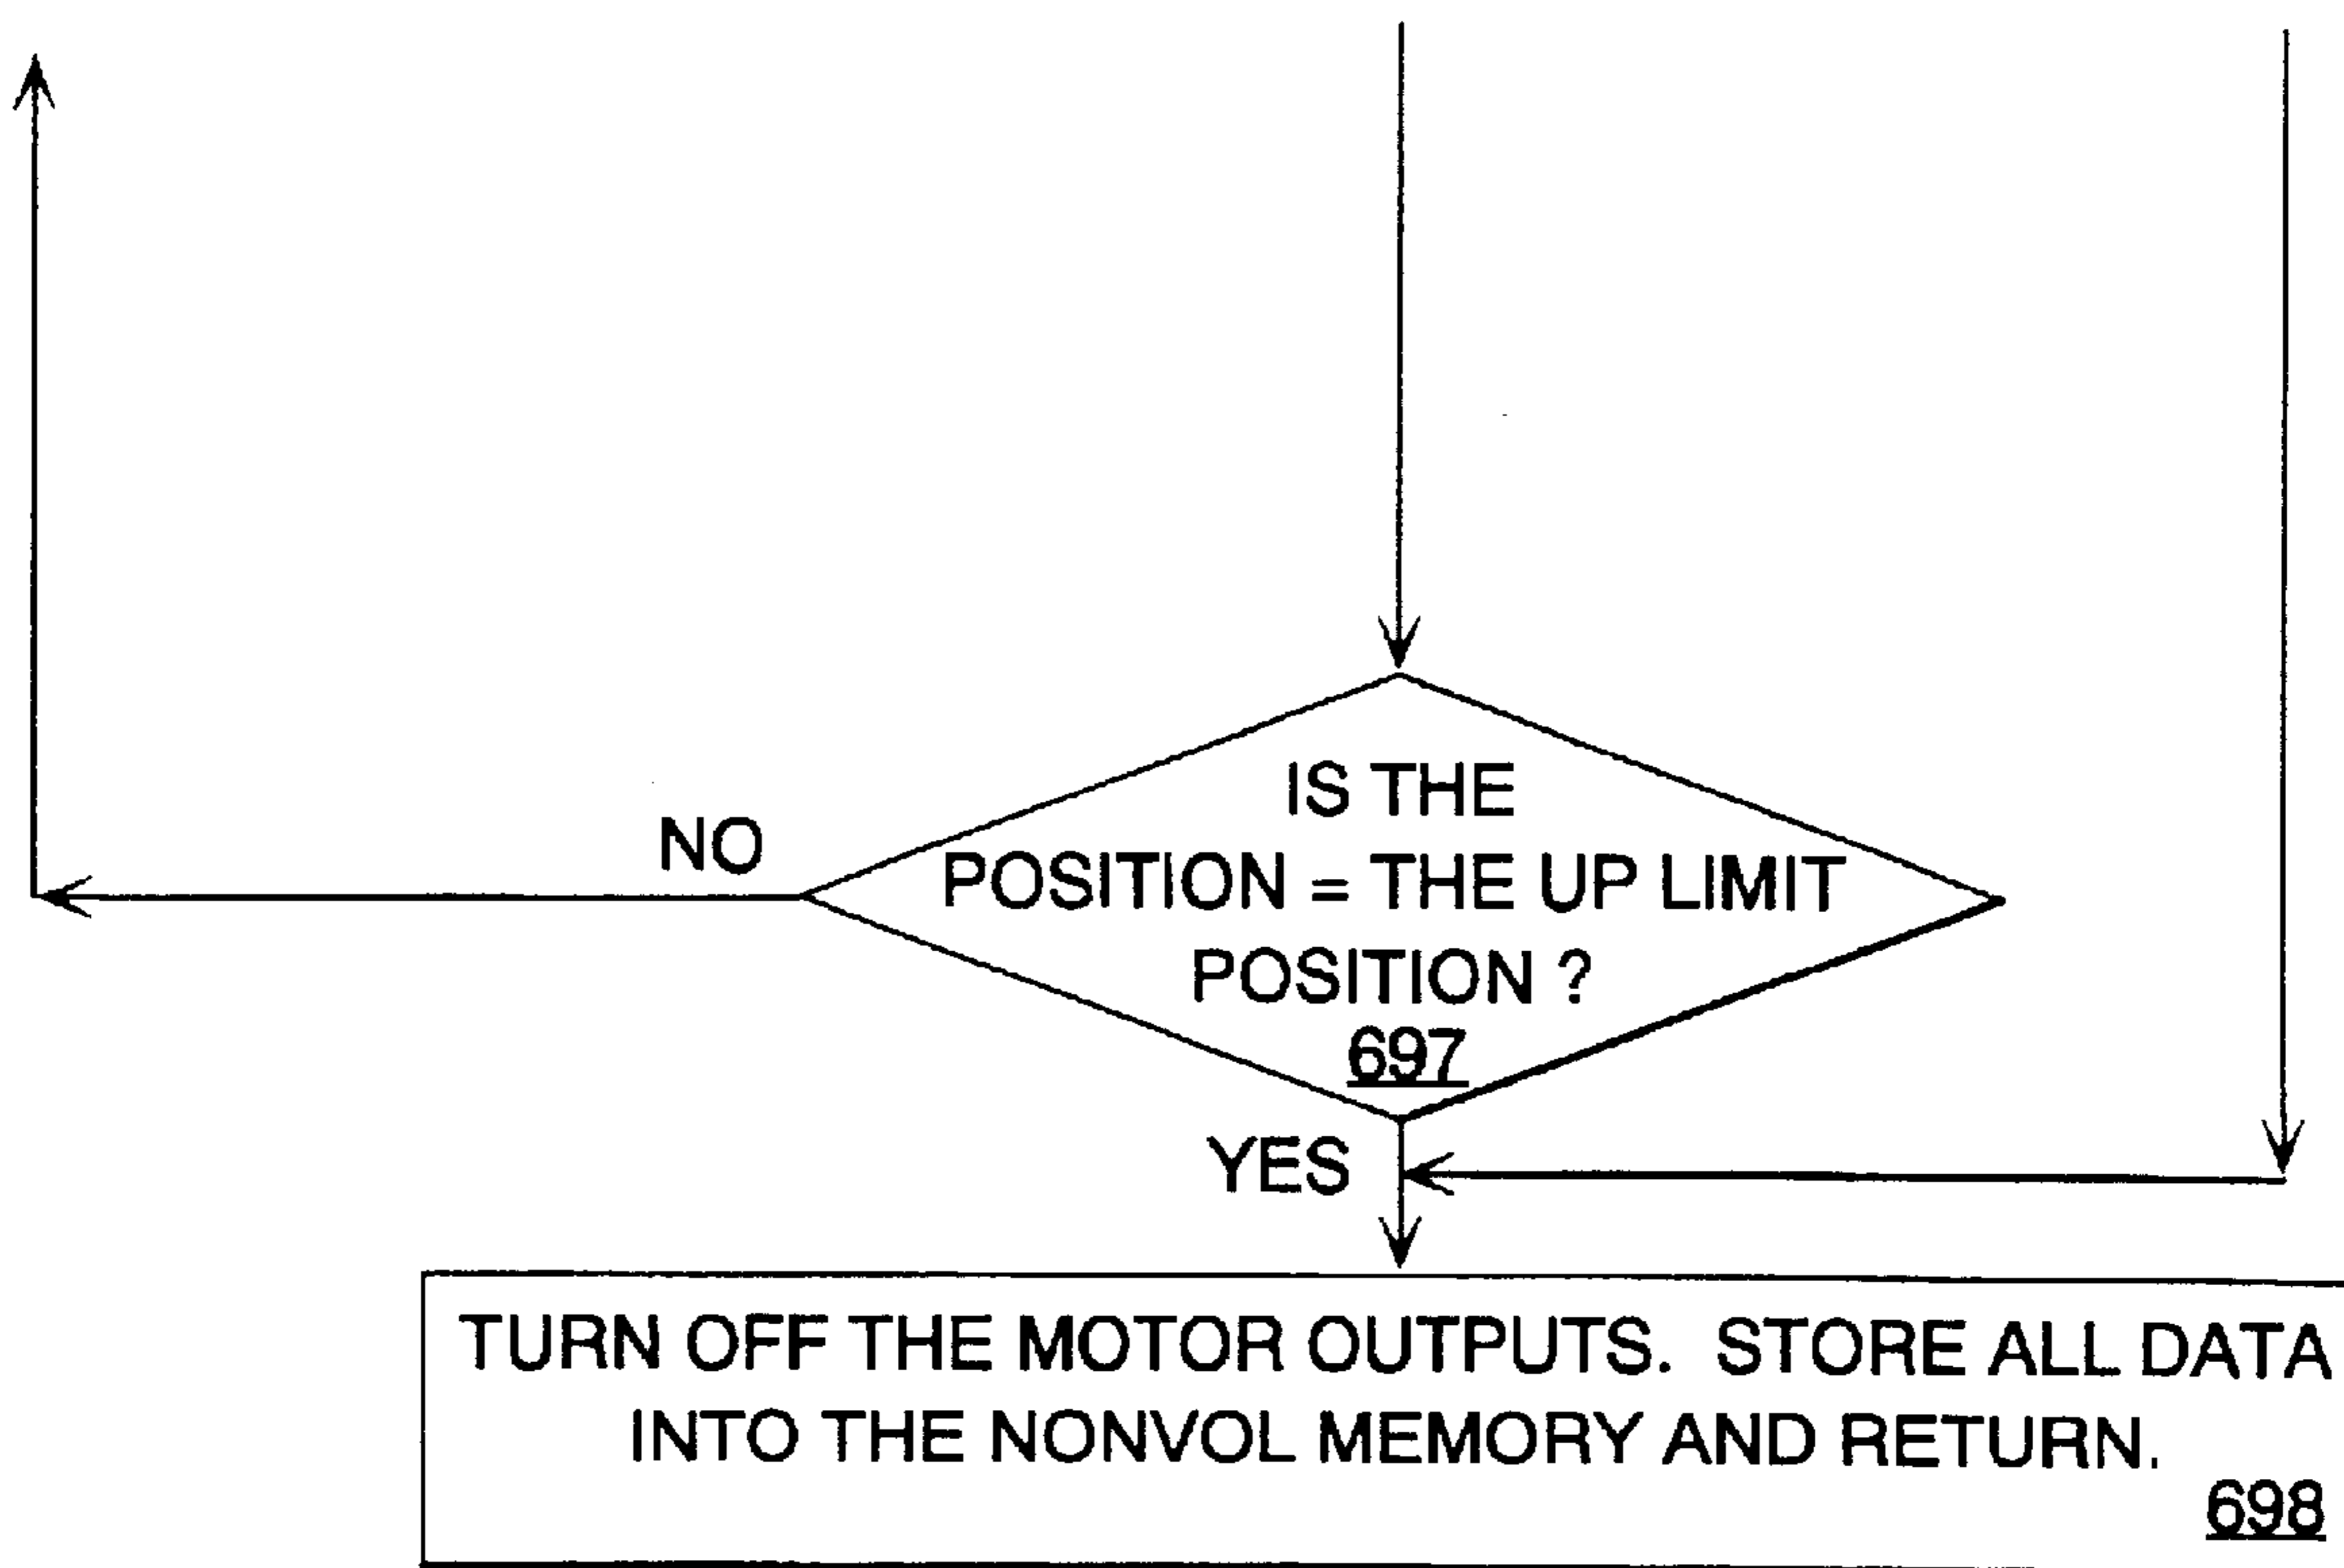 IS THE
NO
POSITION = THE UP LIMIT
POSITION ?
697
YES
TURN OFF THE MOTOR OUTPUTS. STORE ALL DATA
INTO THE NONVOL MEMORY AND RETURN.
698